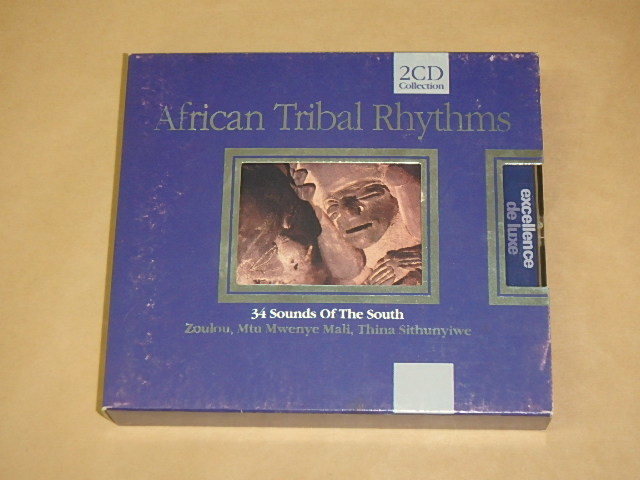 2CD
Collection
African Tribal Rhythms
excellence
de luxe
34 Sounds Of The South
Zoulou, Mtu Mwenye Mali, Thina Sithunyiwe